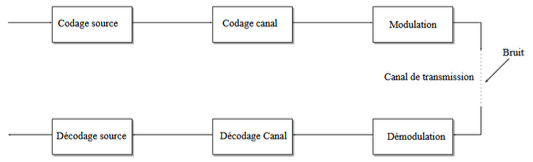 Codage source
Codage canal
Modulation
Bruit
Canal de transmission
Décodage source
Décodage Canal
Démodulation